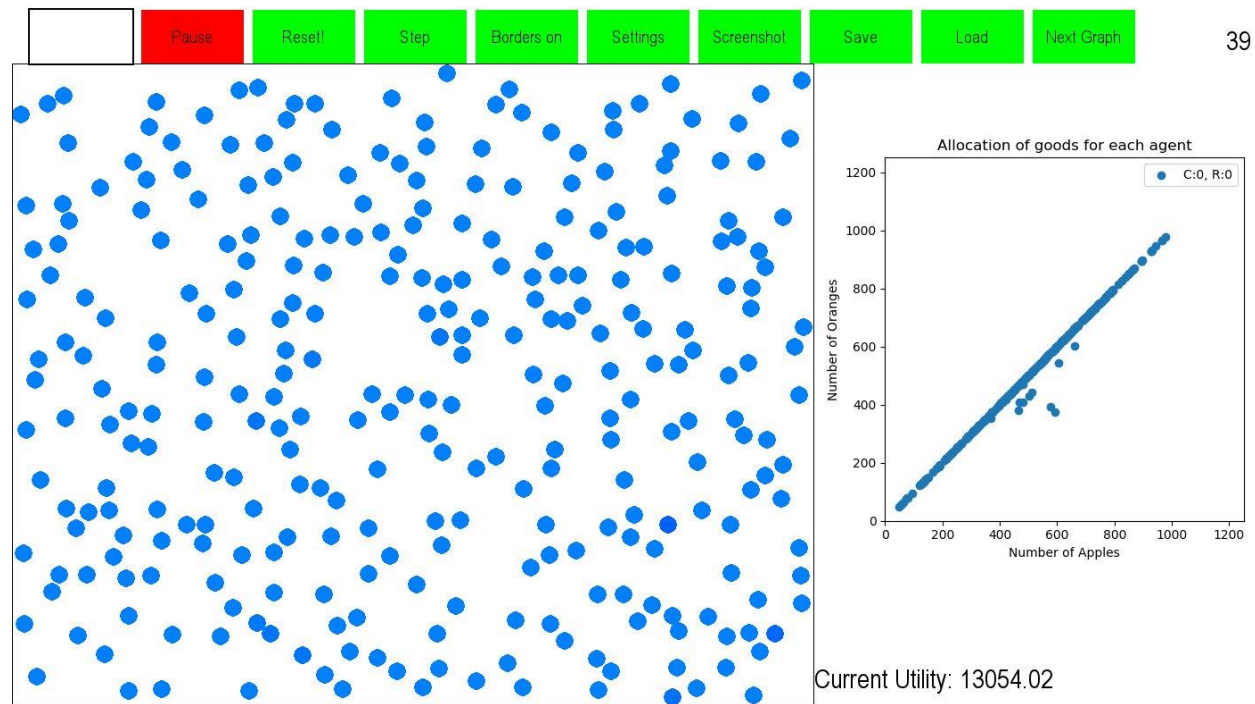 Pause Reset! Step Borders on Settings Screenshot Save Load Next Graph 39
Allocation of goods for each agent
C:0, R:0
1200
1000
800
600
400
200
0
Number of Oranges
0 200 400 600 800 1000 1200
Number of Apples
Current Utility: 13054.02